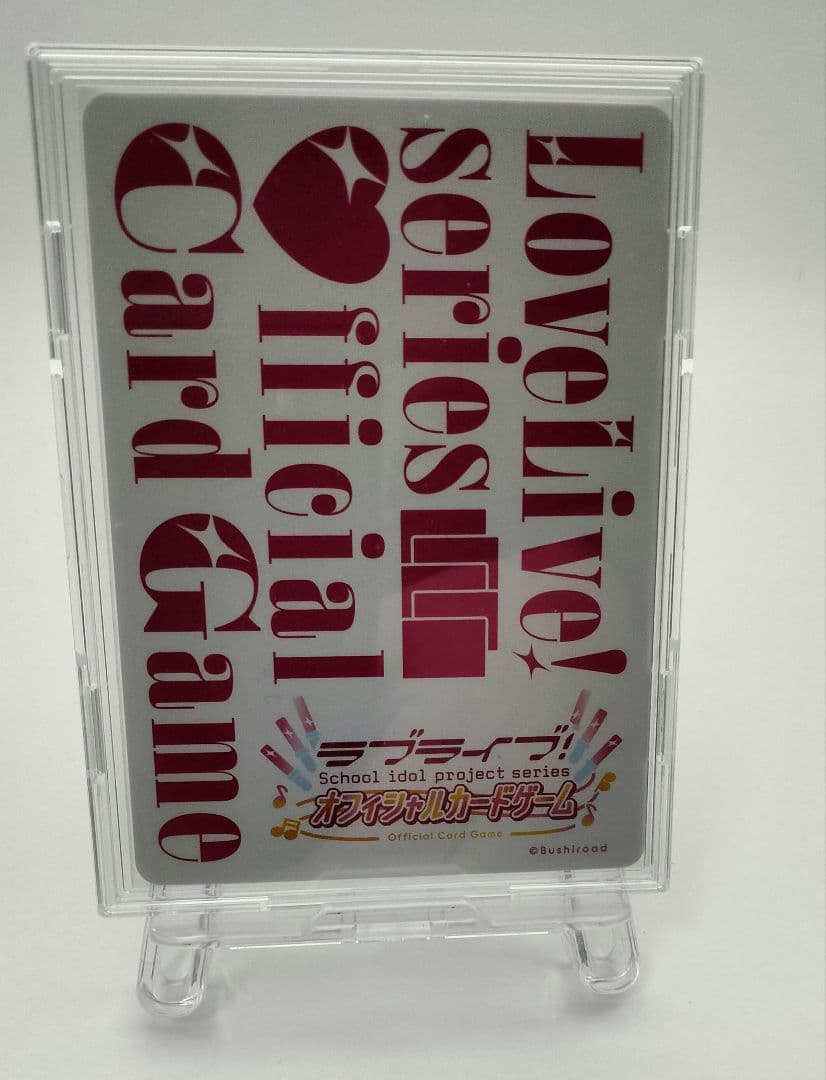 LoveLive!
series
Official
Card Game
ラブライブ!
School idol project series
オフィシャルカードゲーム
Official Card Game
©Bushiroad